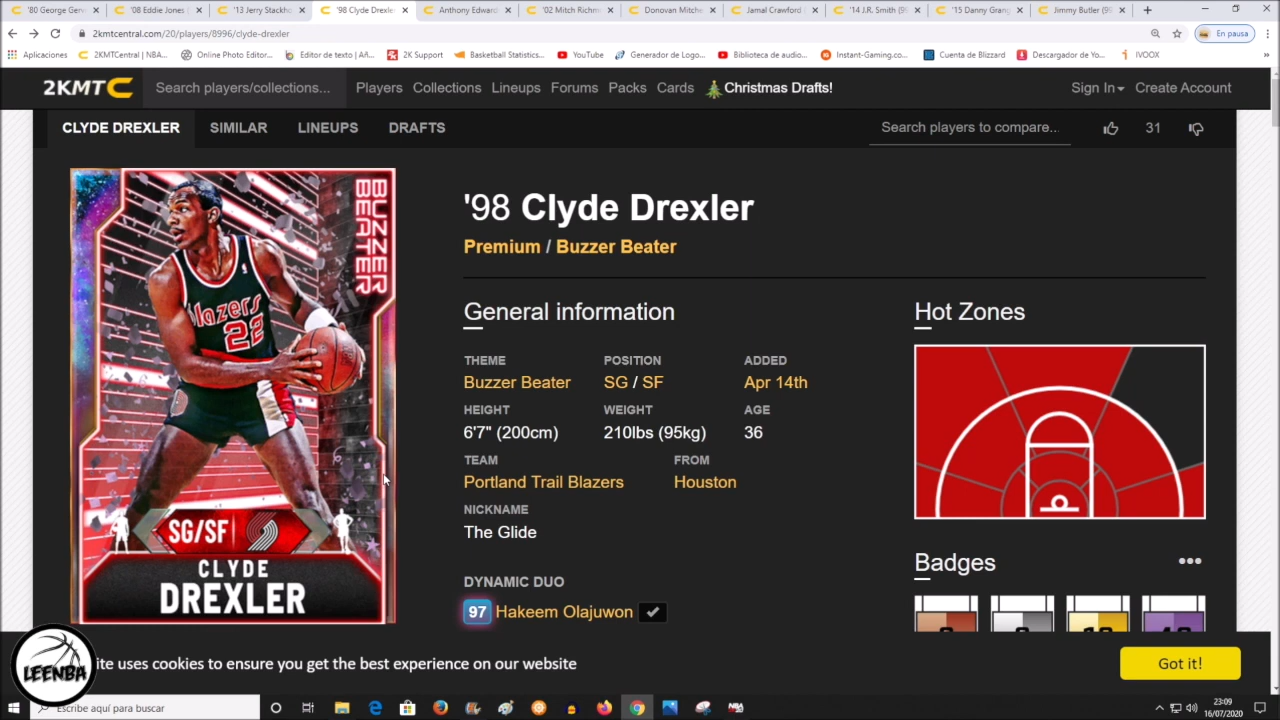 '80 George Gerv
'08 Eddie Jones (
'13 Jerry Stackho
'98 Clyde Drexler
Anthony Edward
'02 Mitch Richm
Donovan Mitche
Jamal Crawford (
'14 J.R. Smith (9
'15 Danny Grang
Jimmy Butler (99
2kmtcentral.com/20/players/8996/clyde-drexler
En pausa
Aplicaciones
2KMTCentral | NBA...
Online Photo Editor...
Editor de texto | Añ...
2K Support
Basketball Statistics...
YouTube
Generador de Logo...
Biblioteca de audio...
Instant-Gaming.co...
Cuenta de Blizzard
Descargador de Yo...
IVOOX
2KMTC
Search players/collections...
Players
Collections
Lineups
Forums
Packs
Cards
Christmas Drafts!
Sign In
Create Account
CLYDE DREXLER
SIMILAR
LINEUPS
DRAFTS
Search players to compare...
31
BUZZER
BEATER
blazers
22
SG/SF
CLYDE
DREXLER
'98 Clyde Drexler
Premium / Buzzer Beater
General information
THEME
POSITION
ADDED
Buzzer Beater
SG / SF
Apr 14th
HEIGHT
WEIGHT
AGE
6'7" (200cm)
210lbs (95kg)
36
TEAM
FROM
Portland Trail Blazers
Houston
NICKNAME
The Glide
DYNAMIC DUO
97 Hakeem Olajuwon
Hot Zones
Badges
LEENBA
ite uses cookies to ensure you get the best experience on our website
Got it!
Escribe aquí para buscar
23:09
16/07/2020